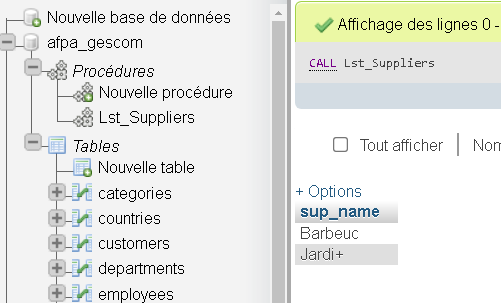 Nouvelle base de données
afpa_gescom
Procédures
Nouvelle procédure
Lst_Suppliers
Tables
Nouvelle table
categories
countries
customers
departments
employees
Affichage des lignes 0 -
CALL Lst_Suppliers
Tout afficher
Nom
+ Options
sup_name
Barbeuc
Jardi+